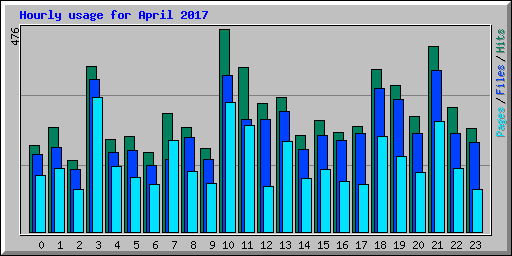 Hourly usage for April 2017
476
Pages/Files/Hits
0 1 2 3 4 5 6 7 8 9 10 11 12 13 14 15 16 17 18 19 20 21 22 23